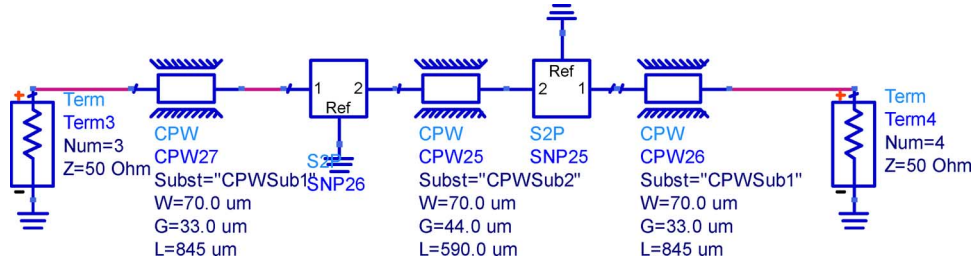 Ref
1
2
Ref
2
1
Ref
+
Term
Term3
Num=3
Z=50 Ohm
-
CPW
CPW27
Subst="CPWSub1"
W=70.0 um
G=33.0 um
L=845 um
S2P
SNP26
CPW
CPW25
Subst="CPWSub2"
W=70.0 um
G=44.0 um
L=590.0 um
S2P
SNP25
CPW
CPW26
Subst="CPWSub1"
W=70.0 um
G=33.0 um
L=845 um
+
Term
Term4
Num=4
Z=50 Ohm
-